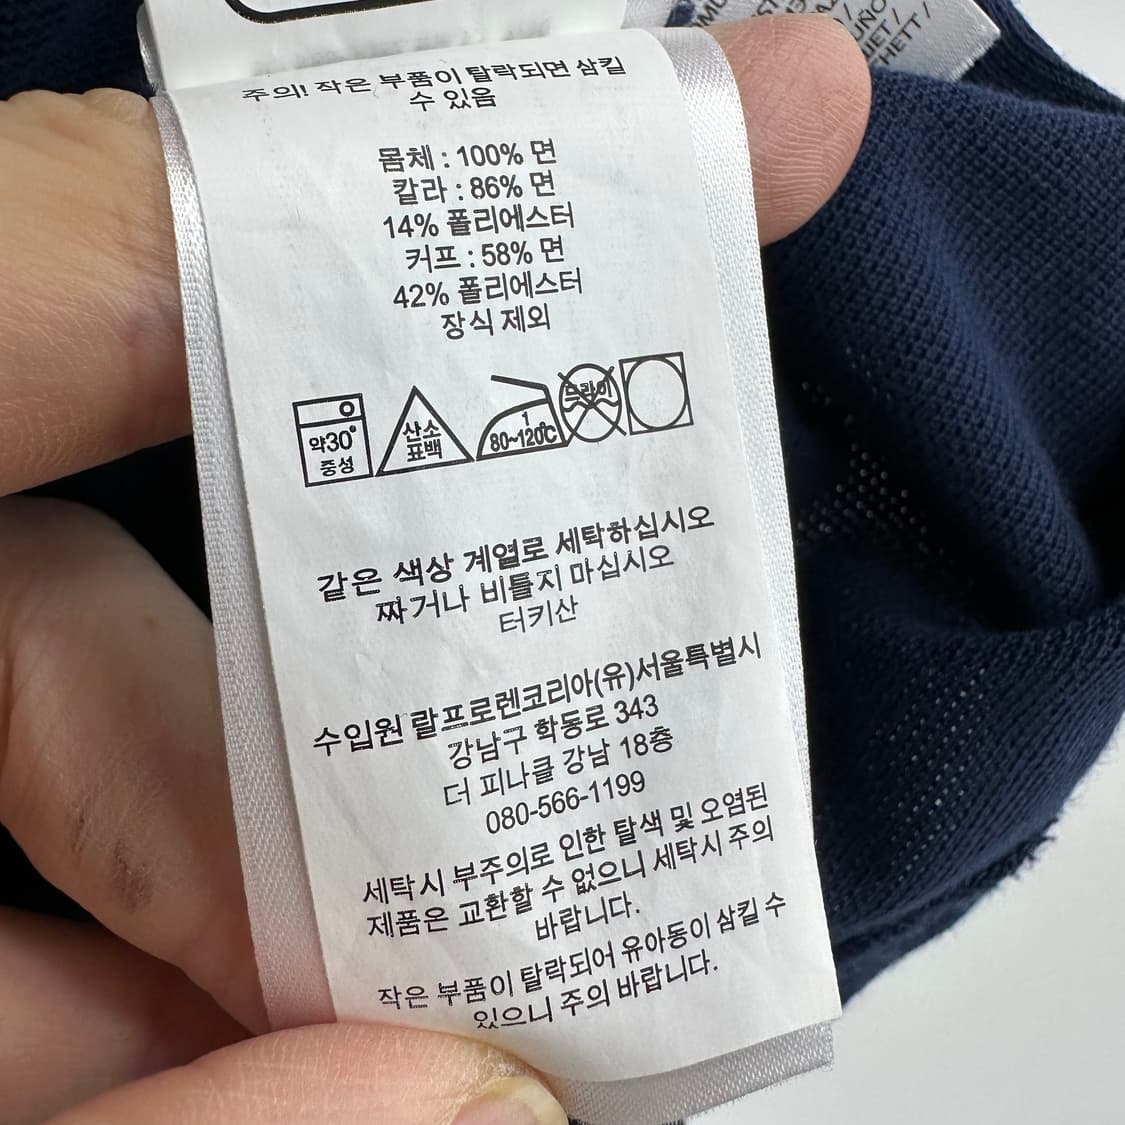 주의! 작은 부품이 탈락되면 삼킬
수 있음
몸체 : 100% 면
칼라 : 86% 면
14% 폴리에스터
커프 : 58% 면
42% 폴리에스터
장식 제외
약30°
중성
산소
표백
1
80~120℃
드라이
같은 색상 계열로 세탁하십시오
짜거나 비틀지 마십시오
터키산
수입원 랄프로렌코리아(유)서울특별시
강남구 학동로 343
더 피나클 강남 18층
080-566-1199
세탁시 부주의로 인한 탈색 및 오염된
제품은 교환할 수 없으니 세탁시 주의
바랍니다.
작은 부품이 탈락되어 유아동이 삼킬 수
있으니 주의 바랍니다.